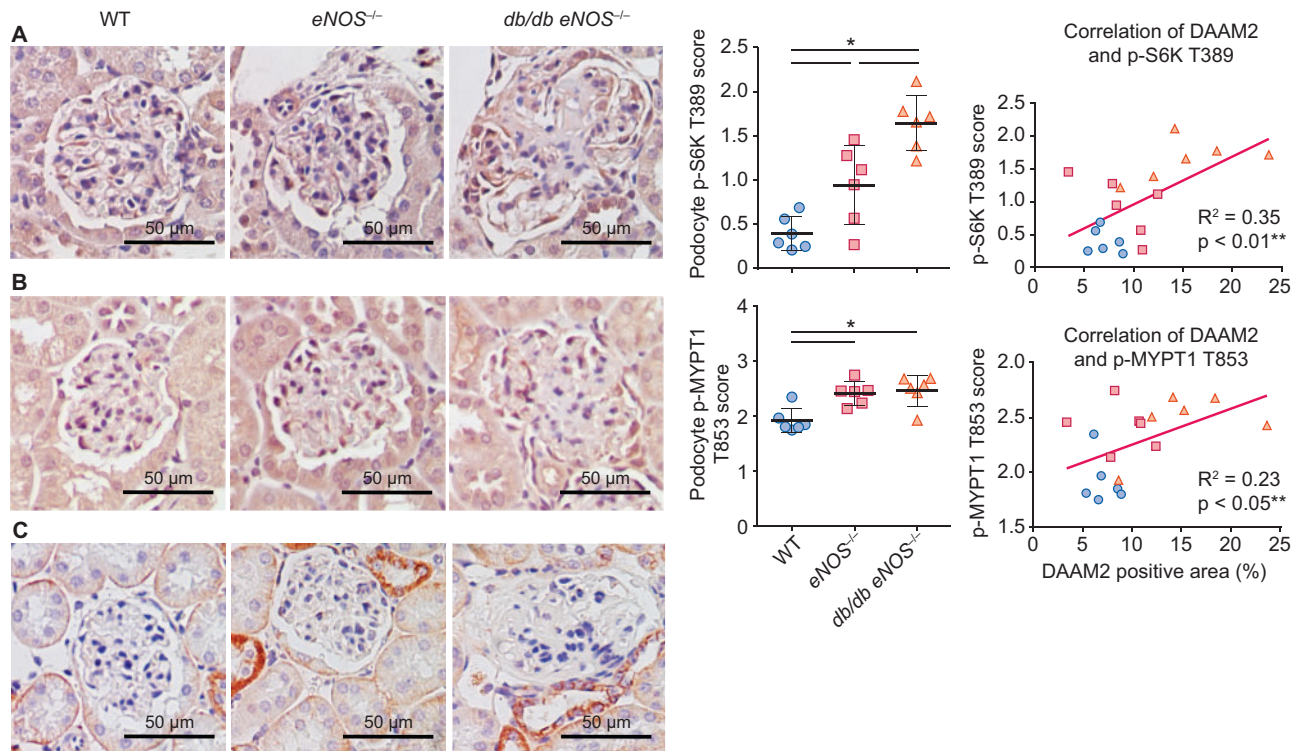 WT
eNOS–/–
db/db eNOS–/–
A
50 µm
50 µm
50 µm
Podocyte p-S6K T389 score
2.5
2.0
1.5
1.0
0.5
0
*
Correlation of DAAM2
and p-S6K T389
p-S6K T389 score
2.5
2.0
1.5
1.0
0.5
0
R² = 0.35
p < 0.01**
0
5
10
15
20
25
B
50 µm
50 µm
50 µm
Podocyte p-MYPT1
T853 score
4
3
2
1
0
*
WT
eNOS–/–
db/db eNOS–/–
Correlation of DAAM2
and p-MYPT1 T853
p-MYPT1 T853 score
2.0
2.5
2.0
1.5
R² = 0.23
p < 0.05**
0
5
10
15
20
25
DAAM2 positive area (%)
C
50 µm
50 µm
50 µm